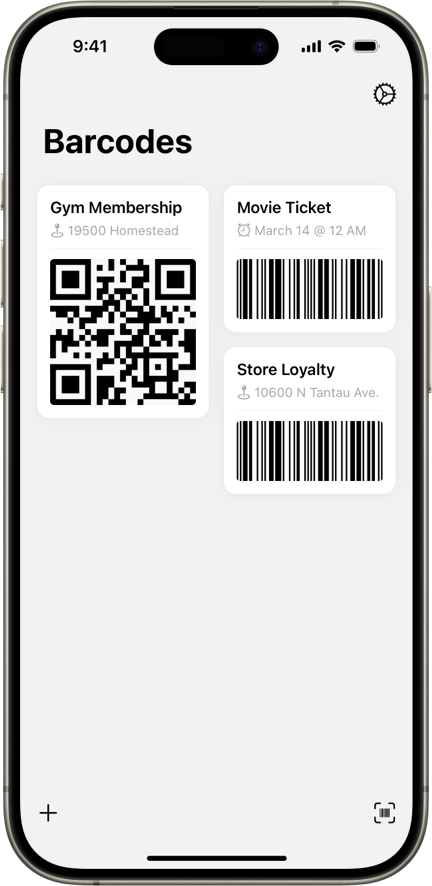 9:41
Barcodes
Gym Membership
19500 Homestead
Movie Ticket
March 14 @ 12 AM
Store Loyalty
10600 N Tantau Ave.